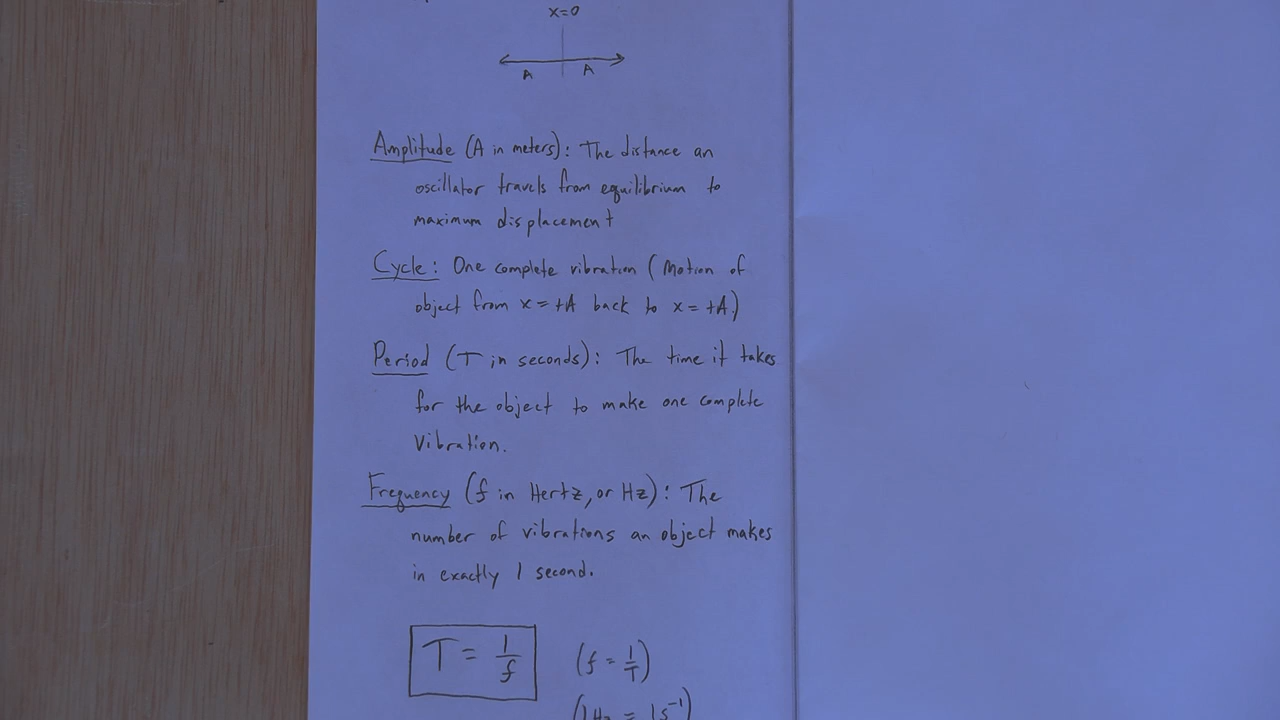 x=0
A A
Amplitude (A in meters): The distance an
oscillator travels from equilibrium to
maximum displacement
Cycle: One complete vibration (Motion of
object from x=+A back to x=+A.)
Period (T in seconds): The time it takes
for the object to make one complete
Vibration.
Frequency (f in Hertz, or Hz): The
number of vibrations an object makes
in exactly 1 second.
T = 1/f (f = 1/T)
(1Hz = 1s⁻¹)